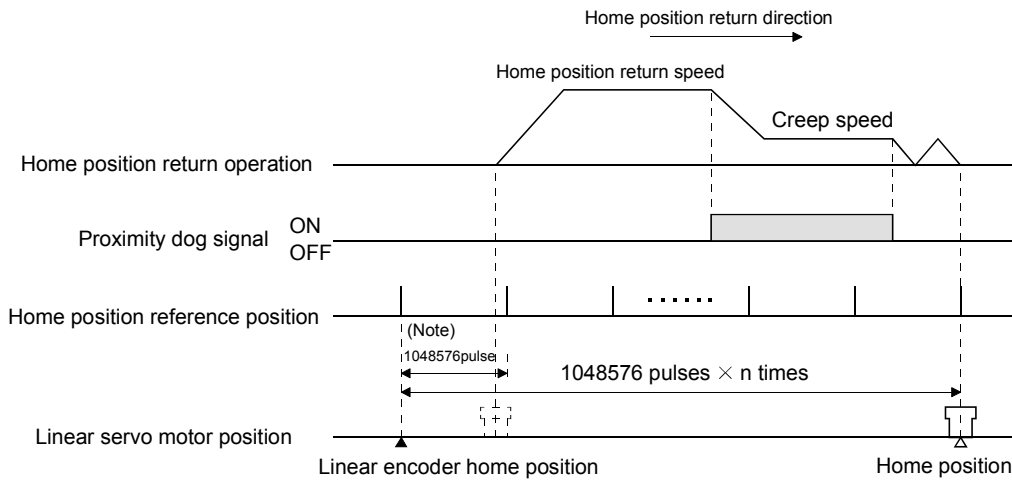 Home position return direction
Home position return speed
Creep speed
Home position return operation
Proximity dog signal
ON
OFF
Home position reference position
(Note)
1048576pulse
1048576 pulses × n times
Linear servo motor position
Linear encoder home position
Home position